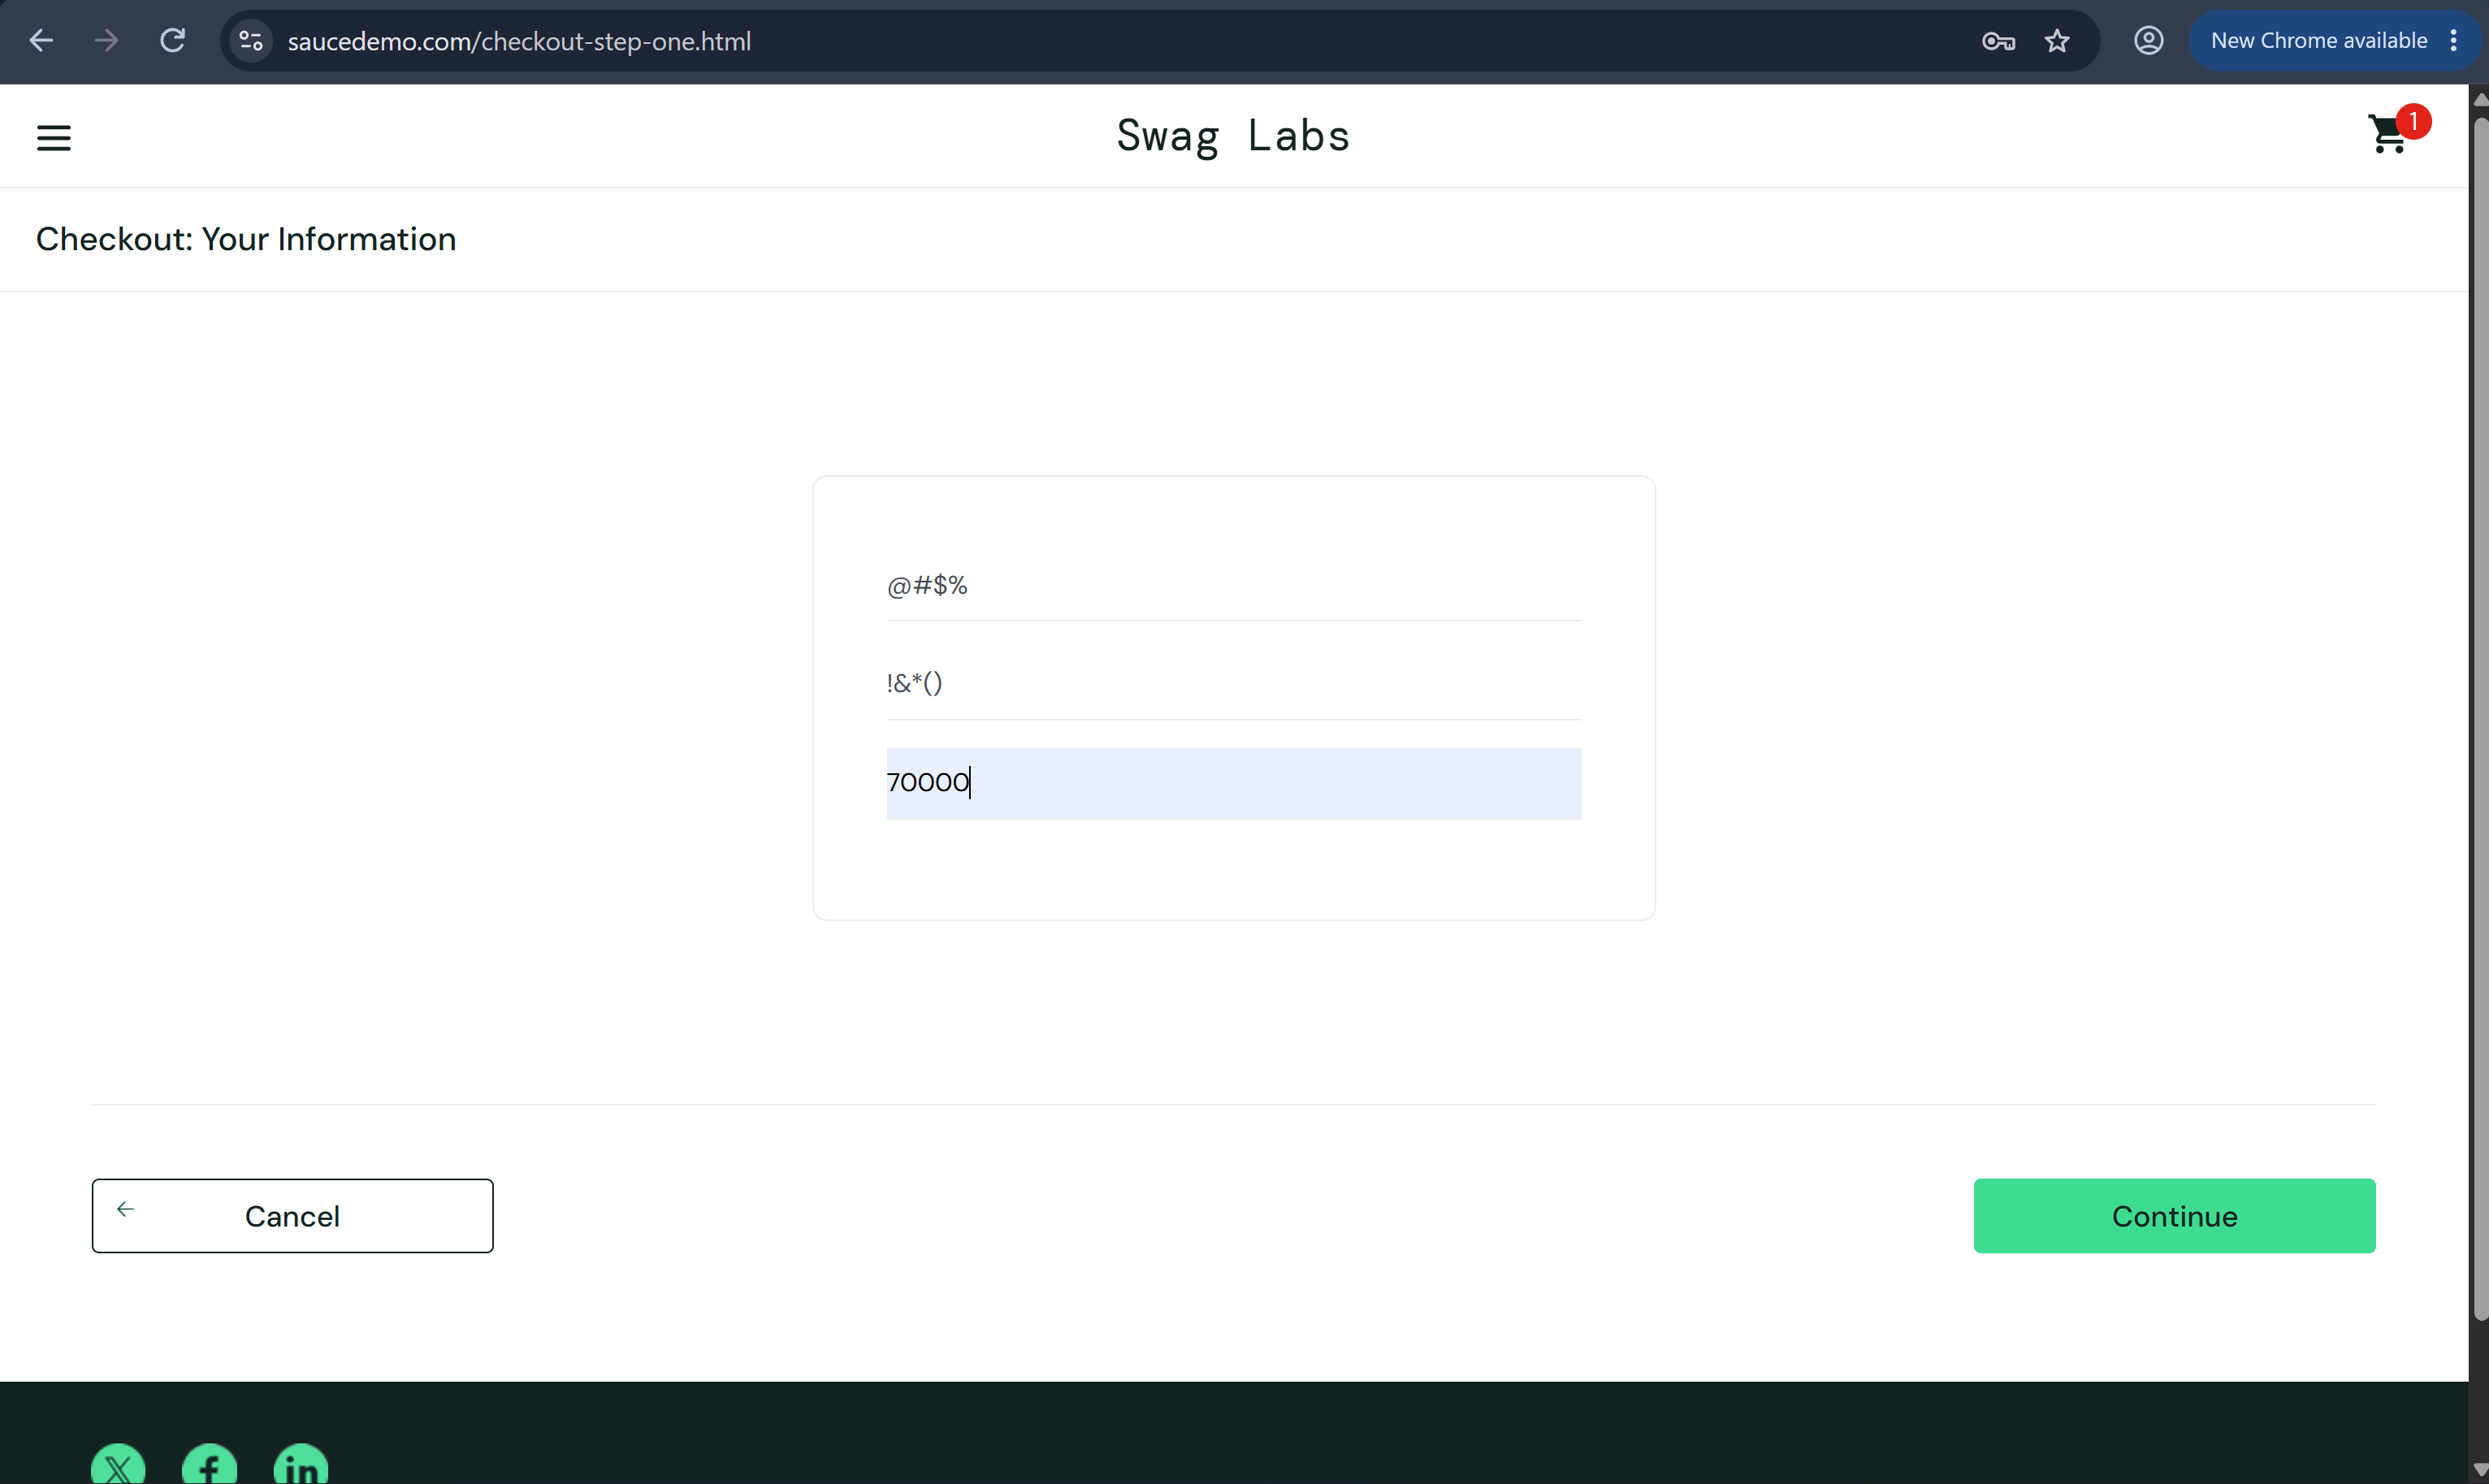 saucedemo.com/checkout-step-one.html
New Chrome available
Swag Labs
1
Checkout: Your Information
@#$%
!&*()
70000
Cancel
Continue